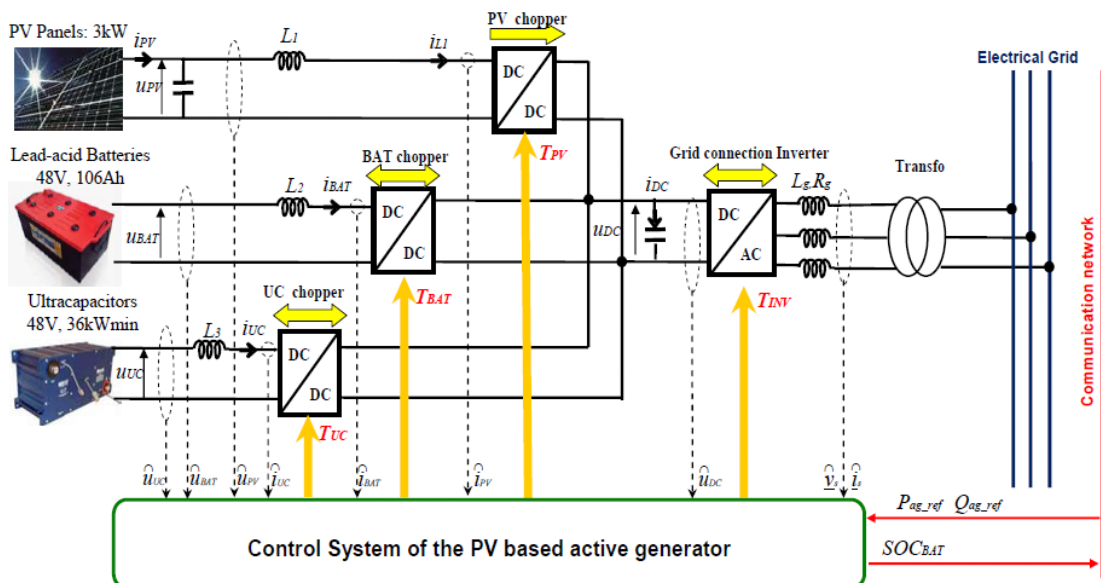 PV Panels: 3kW
iPV
L1
iL1
PV chopper
DC
DC
uPV
Electrical Grid
Lead-acid Batteries
48V, 106Ah
L2
iBAT
BAT chopper
DC
DC
uBAT
TPV
Grid connection Inverter
iDC
uDC
DC
AC
Lg.Rg
Transfo
Ultracapacitors
48V, 36kWmin
L3
iUC
UC chopper
DC
DC
uUC
TBAT
TINV
TUC
Communication network
uUC
uBAT
uPV
iUC
iBAT
iPV
uDC
vs
is
Pag_ref Qag_ref
Control System of the PV based active generator
SOCBAT